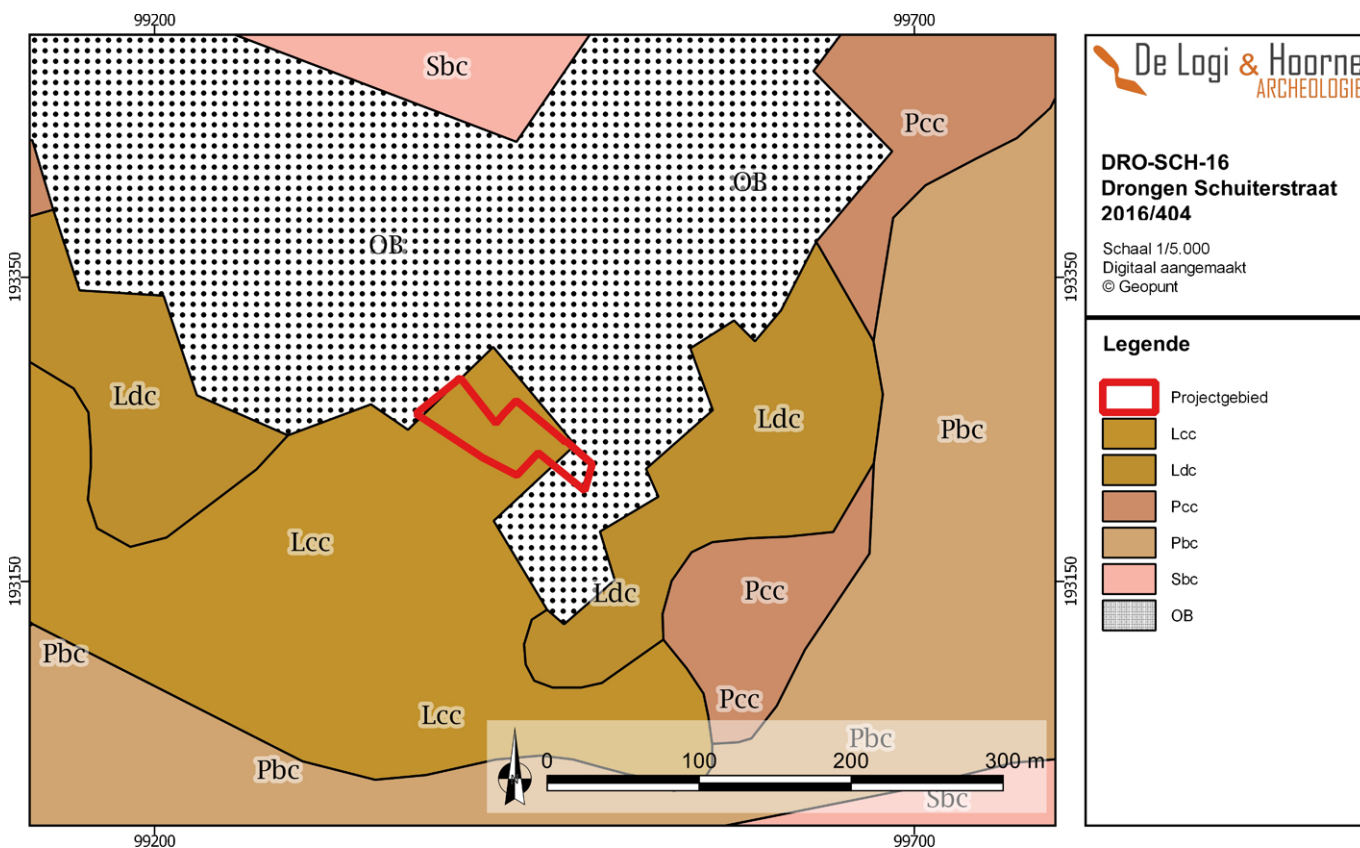 99200
99700
Sbc
Pcc
OB
OB
193350
193350
Ldc
Ldc
Pbc
Lcc
193150
193150
Ldc
Pcc
Pbc
Pcc
Lcc
Pbc
Pbc
Sbc
N
0 100 200 300 m
99200
99700
De Logi & Hoorne
ARCHEOLOGIE
DRO-SCH-16
Drongen Schuiterstraat
2016/404
Schaal 1/5.000
Digitaal aangemaakt
© Geopunt
Legende
Projectgebied
Lcc
Ldc
Pcc
Pbc
Sbc
OB